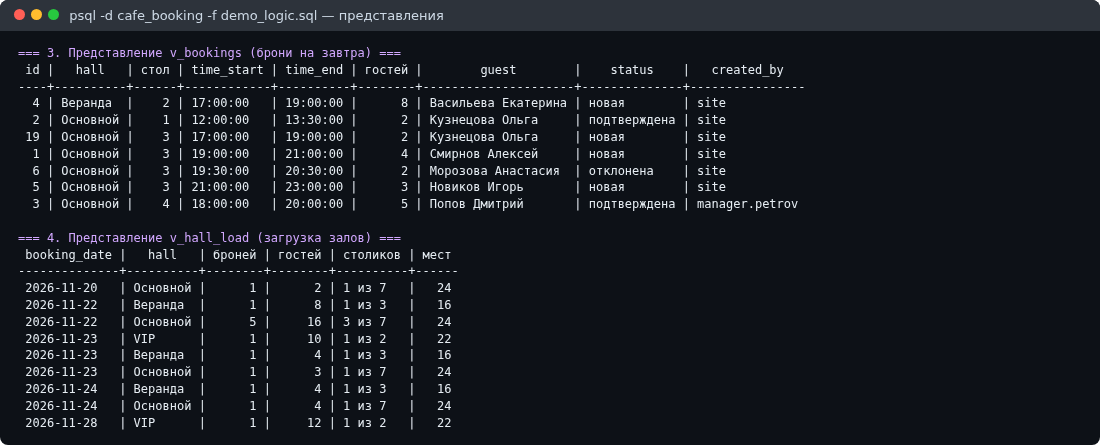 psql -d cafe_booking -f demo_logic.sql — представления
=== 3. Представление v_bookings (брони на завтра) ===
 id |   hall   | стол | time_start | time_end | гостей |        guest        |    status    |   created_by
----+----------+------+------------+----------+--------+---------------------+--------------+----------------
  4 | Веранда  |    2 | 17:00:00   | 19:00:00 |      8 | Васильева Екатерина | новая        | site
  2 | Основной |    1 | 12:00:00   | 13:30:00 |      2 | Кузнецова Ольга     | подтверждена | site
 19 | Основной |    3 | 17:00:00   | 19:00:00 |      2 | Кузнецова Ольга     | новая        | site
  1 | Основной |    3 | 19:00:00   | 21:00:00 |      4 | Смирнов Алексей     | новая        | site
  6 | Основной |    3 | 19:30:00   | 20:30:00 |      2 | Морозова Анастасия  | отклонена    | site
  5 | Основной |    3 | 21:00:00   | 23:00:00 |      3 | Новиков Игорь       | новая        | site
  3 | Основной |    4 | 18:00:00   | 20:00:00 |      5 | Попов Дмитрий       | подтверждена | manager.petrov
=== 4. Представление v_hall_load (загрузка залов) ===
 booking_date |   hall   | броней | гостей | столиков | мест
--------------+----------+--------+--------+----------+------
 2026-11-20   | Основной |      1 |      2 | 1 из 7   |   24
 2026-11-22   | Веранда  |      1 |      8 | 1 из 3   |   16
 2026-11-22   | Основной |      5 |     16 | 3 из 7   |   24
 2026-11-23   | VIP      |      1 |     10 | 1 из 2   |   22
 2026-11-23   | Веранда  |      1 |      4 | 1 из 3   |   16
 2026-11-23   | Основной |      1 |      3 | 1 из 7   |   24
 2026-11-24   | Веранда  |      1 |      4 | 1 из 3   |   16
 2026-11-24   | Основной |      1 |      4 | 1 из 7   |   24
 2026-11-28   | VIP      |      1 |     12 | 1 из 2   |   22